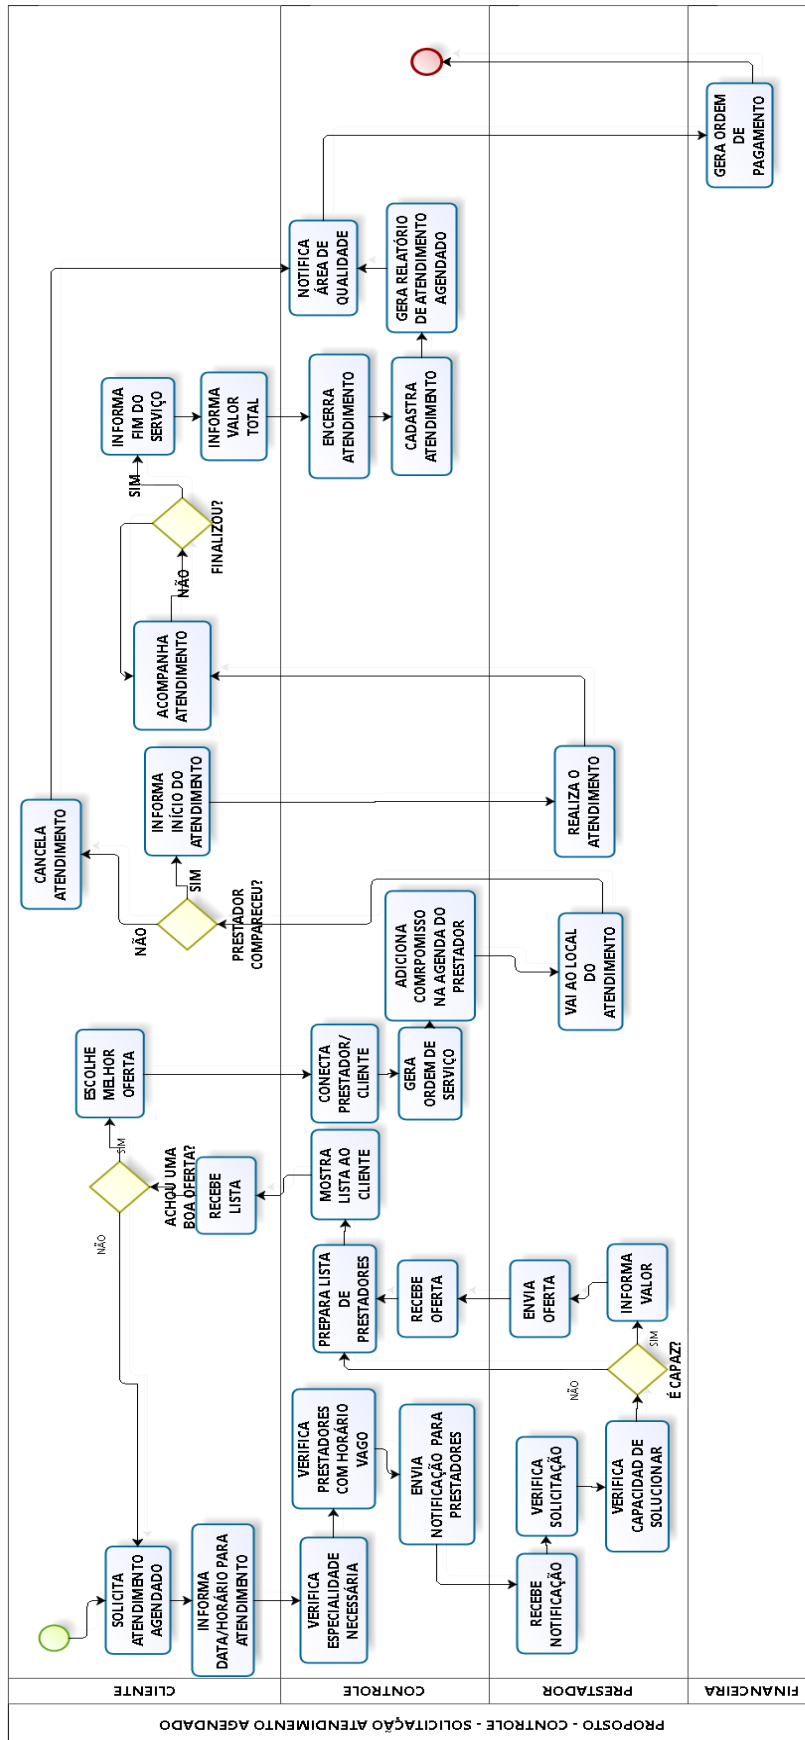 PROPOSTO - CONTROLE - SOLICITAÇÃO ATENDIMENTO AGENDADO
CLIENTE
SOLICITA
ATENDIMENTO
AGENDADO
INFORMA
DATA/HORÁRIO PARA
ATENDIMENTO
NÃO
ACHOU UMA
BOA OFERTA?
SIM
RECEBE
LISTA
ESCOLHE
MELHOR
OFERTA
NÃO
PRESTADOR
COMPARECEU?
SIM
CANCELA
ATENDIMENTO
INFORMA
INÍCIO DO
ATENDIMENTO
ACOMPANHA
ATENDIMENTO
NÃO
FINALIZOU?
SIM
INFORMA
FIM DO
SERVIÇO
INFORMA
VALOR
TOTAL
CONTROLE
VERIFICA
ESPECIALIDADE
NECESSÁRIA
VERIFICA
PRESTADORES
COM HORÁRIO
VAGO
ENVIA
NOTIFICAÇÃO PARA
PRESTADORES
PREPARA LISTA
DE
PRESTADORES
RECEBE
OFERTA
MOSTRA
LISTA AO
CLIENTE
CONECTA
PRESTADOR/
CLIENTE
GERA
ORDEM DE
SERVIÇO
ADICIONA
COMRPOMISSO
NA AGENDA DO
PRESTADOR
ENCERRA
ATENDIMENTO
CADASTRA
ATENDIMENTO
GERA RELATÓRIO
DE ATENDIMENTO
AGENDADO
NOTIFICA
ÁREA DE
QUALIDADE
PRESTADOR
RECEBE
NOTIFICAÇÃO
VERIFICA
SOLICITAÇÃO
VERIFICA
CAPACIDAD DE
SOLUCIONAR
NÃO
É CAPAZ?
SIM
INFORMA
VALOR
ENVIA
OFERTA
VAI AO LOCAL
DO
ATENDIMENTO
REALIZA O
ATENDIMENTO
FINANCEIRA
GERA ORDEM
DE
PAGAMENTO